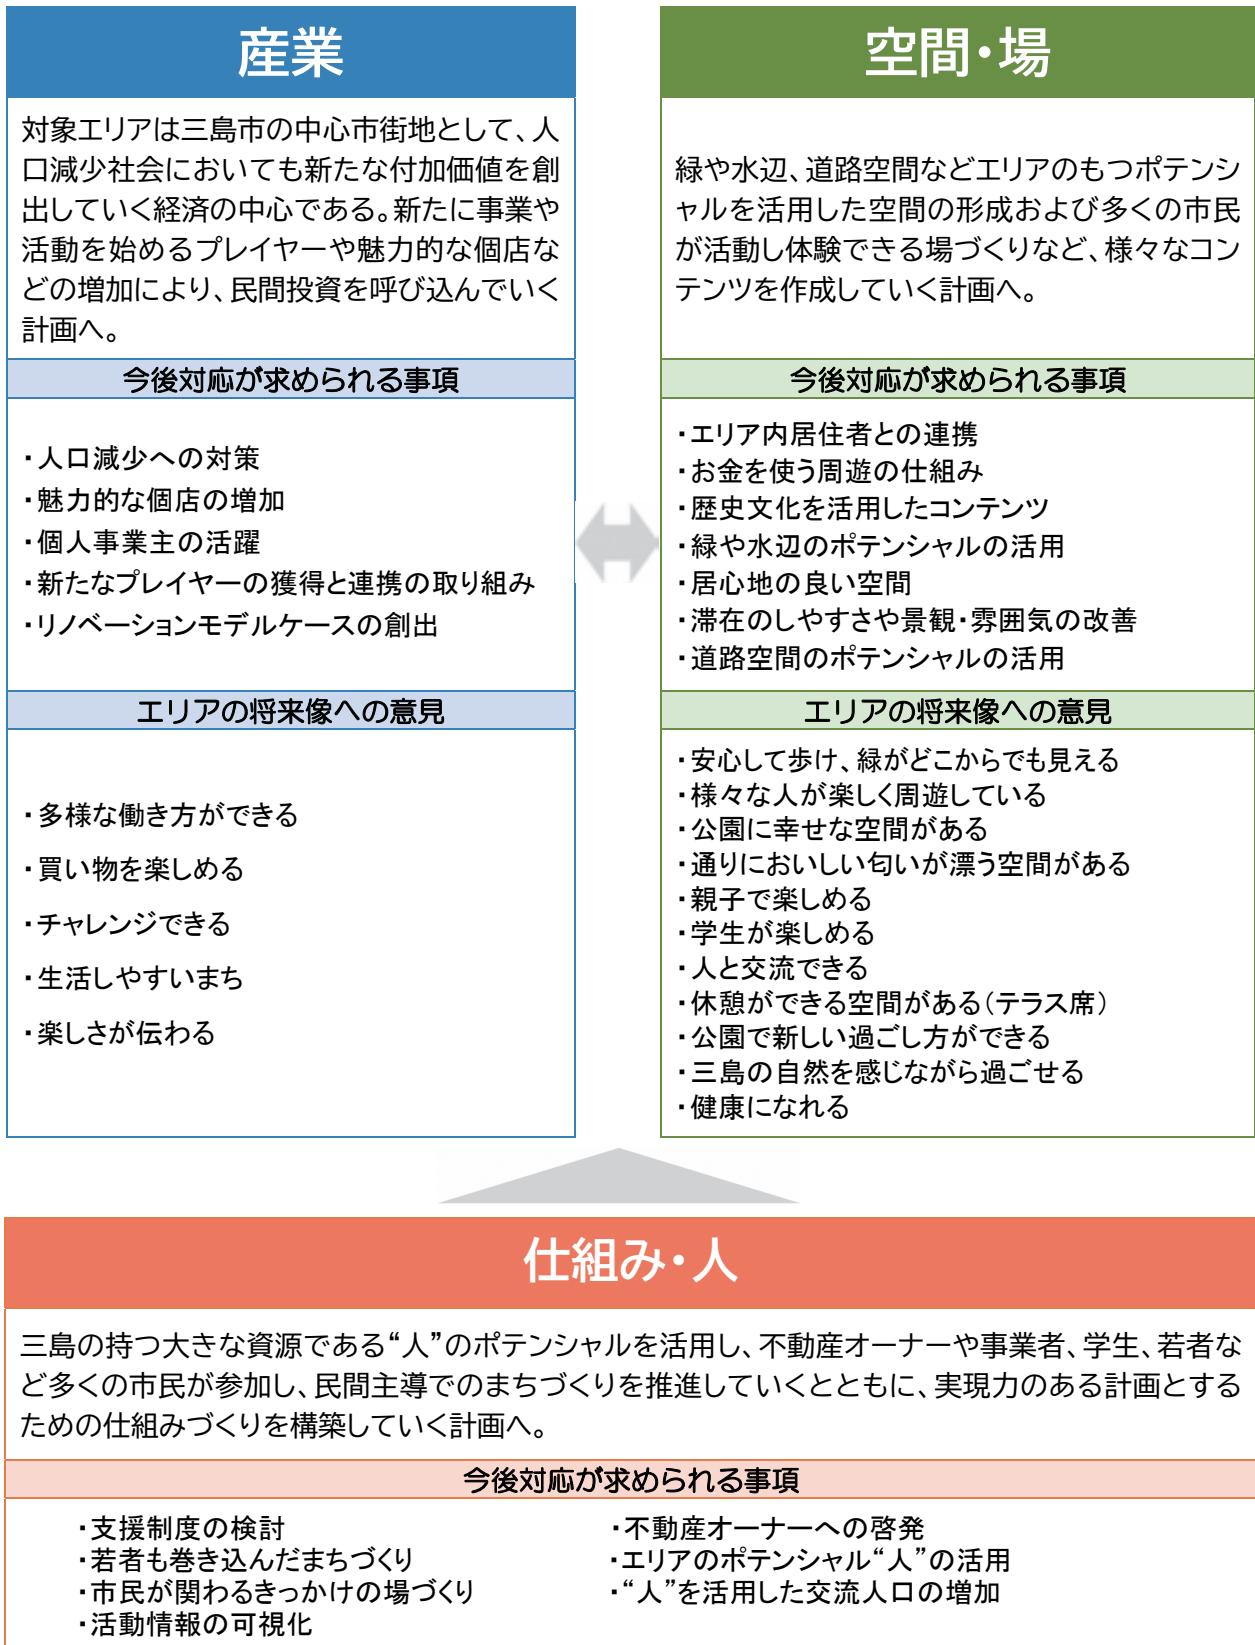 産業
対象エリアは三島市の中心市街地として、人
口減少社会においても新たな付加価値を創
出していく経済の中心である。新たに事業や
活動を始めるプレイヤーや魅力的な個店な
どの増加により、民間投資を呼び込んでいく
計画へ。
今後対応が求められる事項
・人口減少への対策
・魅力的な個店の増加
・個人事業主の活躍
・新たなプレイヤーの獲得と連携の取り組み
・リノベーションモデルケースの創出
エリアの将来像への意見
・多様な働き方ができる
・買い物を楽しめる
・チャレンジできる
・生活しやすいまち
・楽しさが伝わる
空間・場
緑や水辺、道路空間などエリアのもつポテンシ
ャルを活用した空間の形成および多くの市民
が活動し体験できる場づくりなど、様々なコン
テンツを作成していく計画へ。
今後対応が求められる事項
・エリア内居住者との連携
・お金を使う周遊の仕組み
・歴史文化を活用したコンテンツ
・緑や水辺のポテンシャルの活用
・居心地の良い空間
・滞在のしやすさや景観・雰囲気の改善
・道路空間のポテンシャルの活用
エリアの将来像への意見
・安心して歩け、緑がどこからでも見える
・様々な人が楽しく周遊している
・公園に幸せな空間がある
・通りにおいしい匂いが漂う空間がある
・親子で楽しめる
・学生が楽しめる
・人と交流できる
・休憩ができる空間がある（テラス席）
・公園で新しい過ごし方ができる
・三島の自然を感じながら過ごせる
・健康になれる
仕組み・人
三島の持つ大きな資源である“人”のポテンシャルを活用し、不動産オーナーや事業者、学生、若者な
ど多くの市民が参加し、民間主導でのまちづくりを推進していくとともに、実現力のある計画とする
ための仕組みづくりを構築していく計画へ。
今後対応が求められる事項
・支援制度の検討
・若者も巻き込んだまちづくり
・市民が関わるきっかけの場づくり
・活動情報の可視化
・不動産オーナーへの啓発
・エリアのポテンシャル“人”の活用
・“人”を活用した交流人口の増加